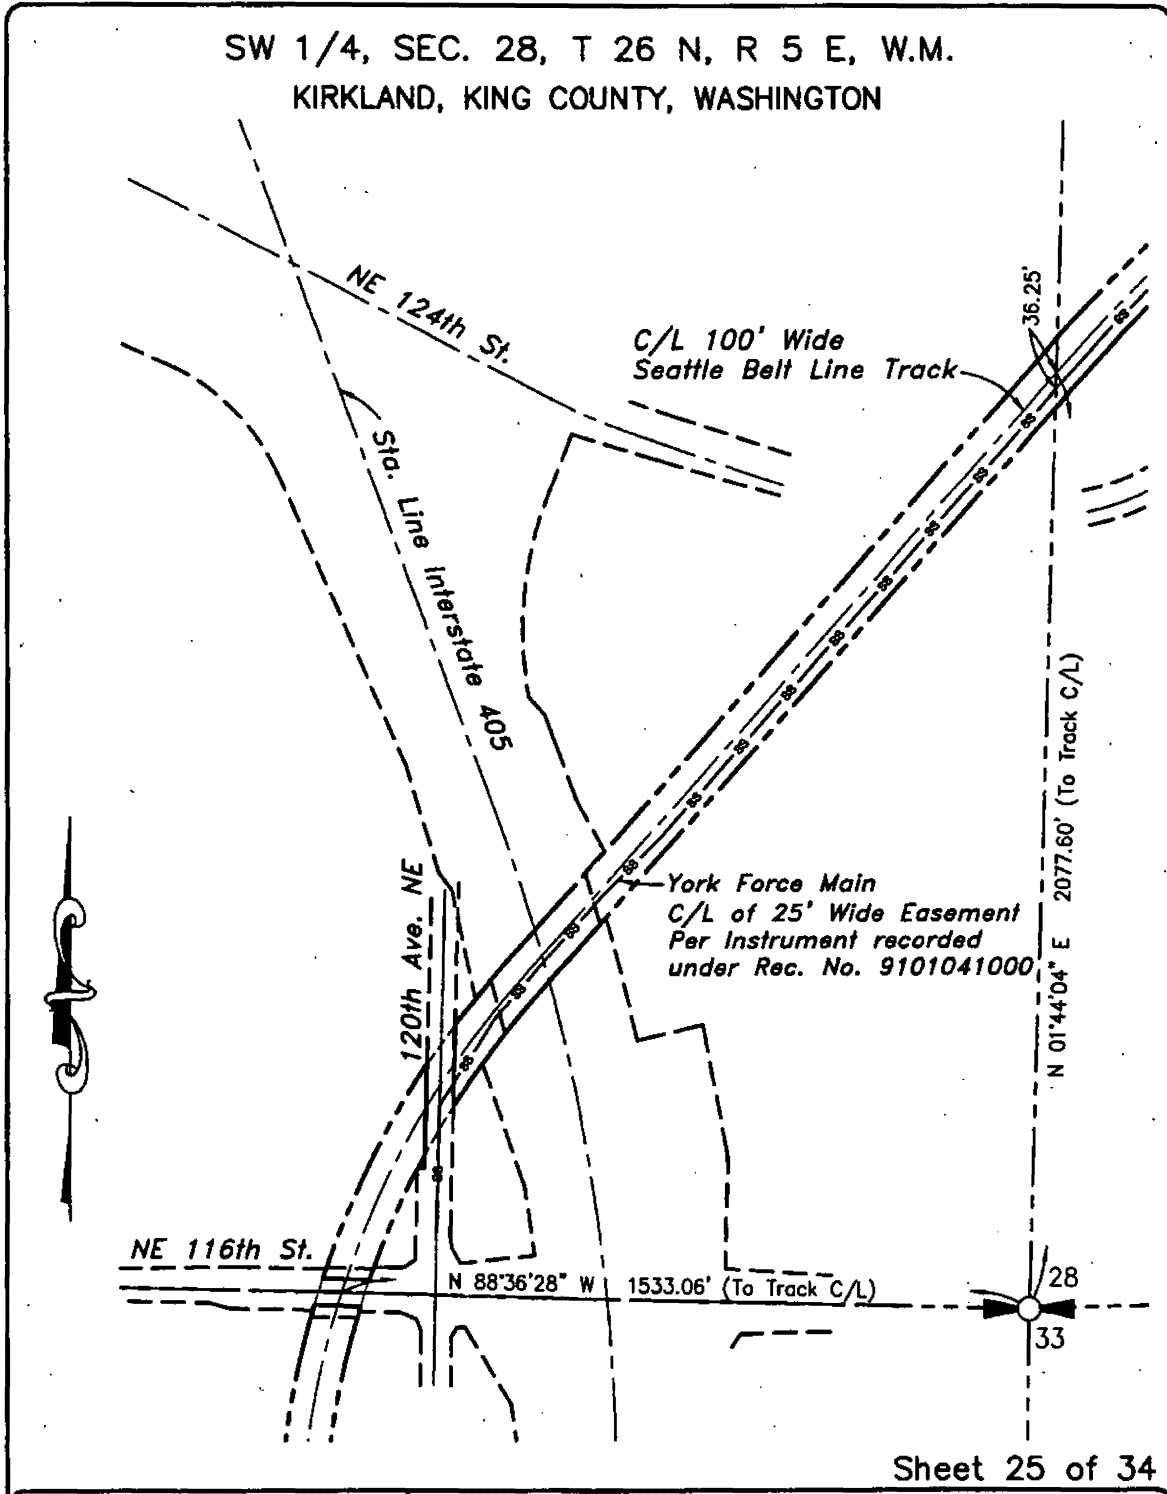 SW 1/4, SEC. 28, T 26 N, R 5 E, W.M.
KIRKLAND, KING COUNTY, WASHINGTON
NE 124th St.
36.25'
C/L 100' Wide
Seattle Belt Line Track
Sta. Line Interstate 405
N 01°44'04" E 2077.60' (To Track C/L)
York Force Main
C/L of 25' Wide Easement
Per Instrument recorded
under Rec. No. 9101041000
120th Ave. NE
NE 116th St.
N 88°36'28" W 1533.06' (To Track C/L)
28
33
Sheet 25 of 34